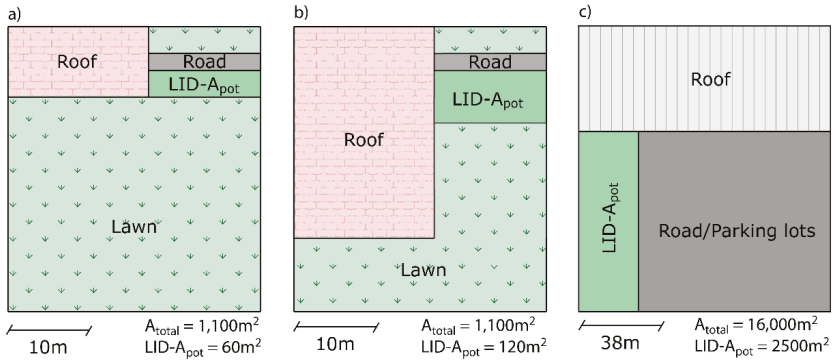 a)
Roof
Road
LID-Apot
Lawn
10m
Atotal = 1,100m²
LID-Apot = 60m²
b)
Road
LID-Apot
Roof
Lawn
10m
Atotal = 1,100m²
LID-Apot = 120m²
c)
Roof
LID-Apot
Road/Parking lots
38m
Atotal = 16,000m²
LID-Apot = 2500m²